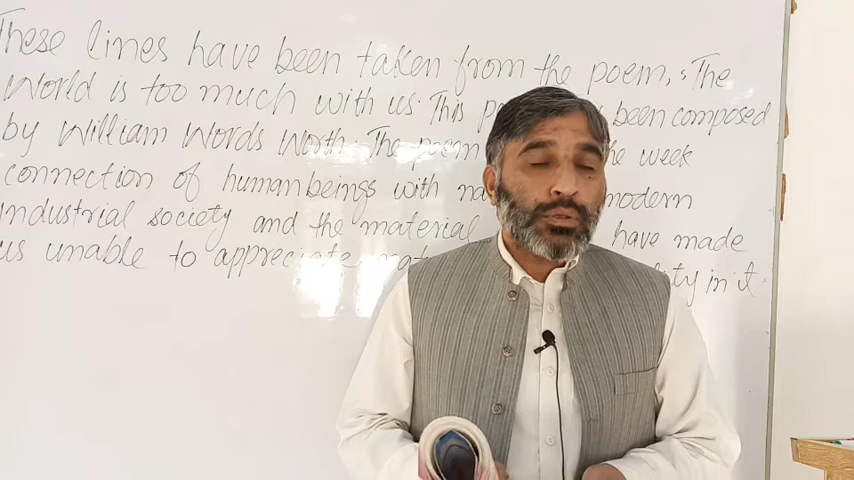 These lines have been taken from the poem, "The
World is too much with us". This been composed
by William Words Worth. The poem week
connection of human beings with modern
industrial society and the material have made
us unable to appreciate in it.